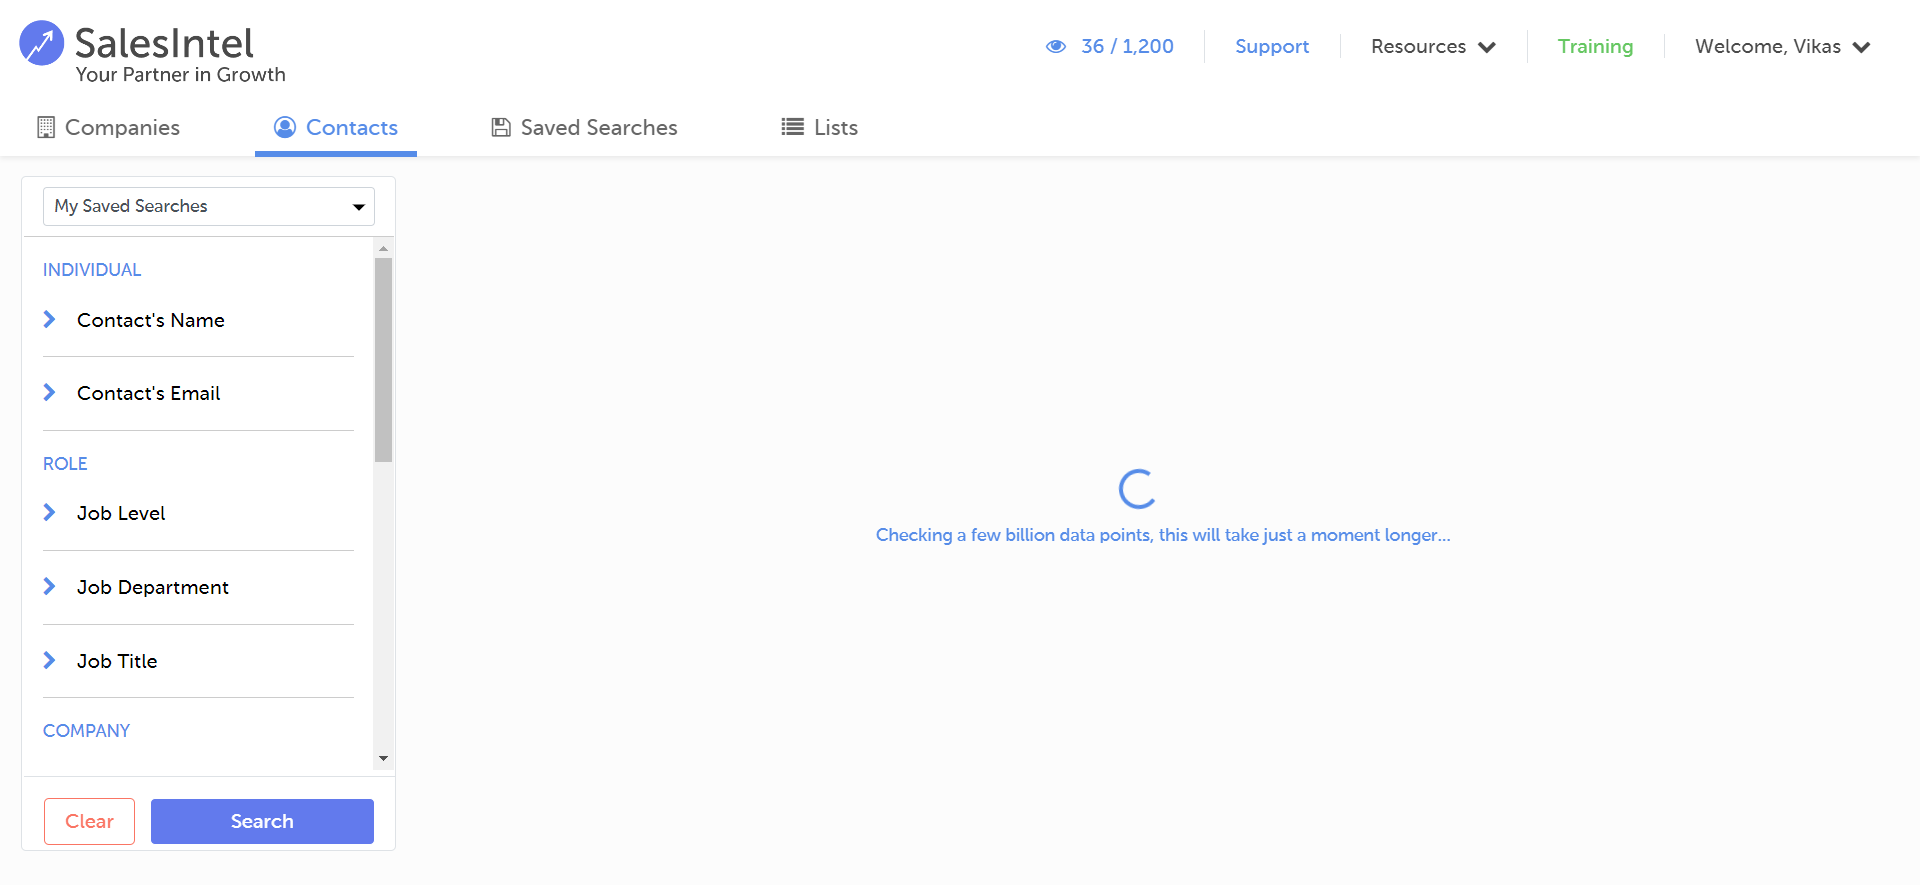 SalesIntel
Your Partner in Growth
36 / 1,200
Support
Resources
Training
Welcome, Vikas
Companies
Contacts
Saved Searches
Lists
My Saved Searches
INDIVIDUAL
Contact's Name
Contact's Email
ROLE
Job Level
Job Department
Job Title
COMPANY
Clear
Search
Checking a few billion data points, this will take just a moment longer...